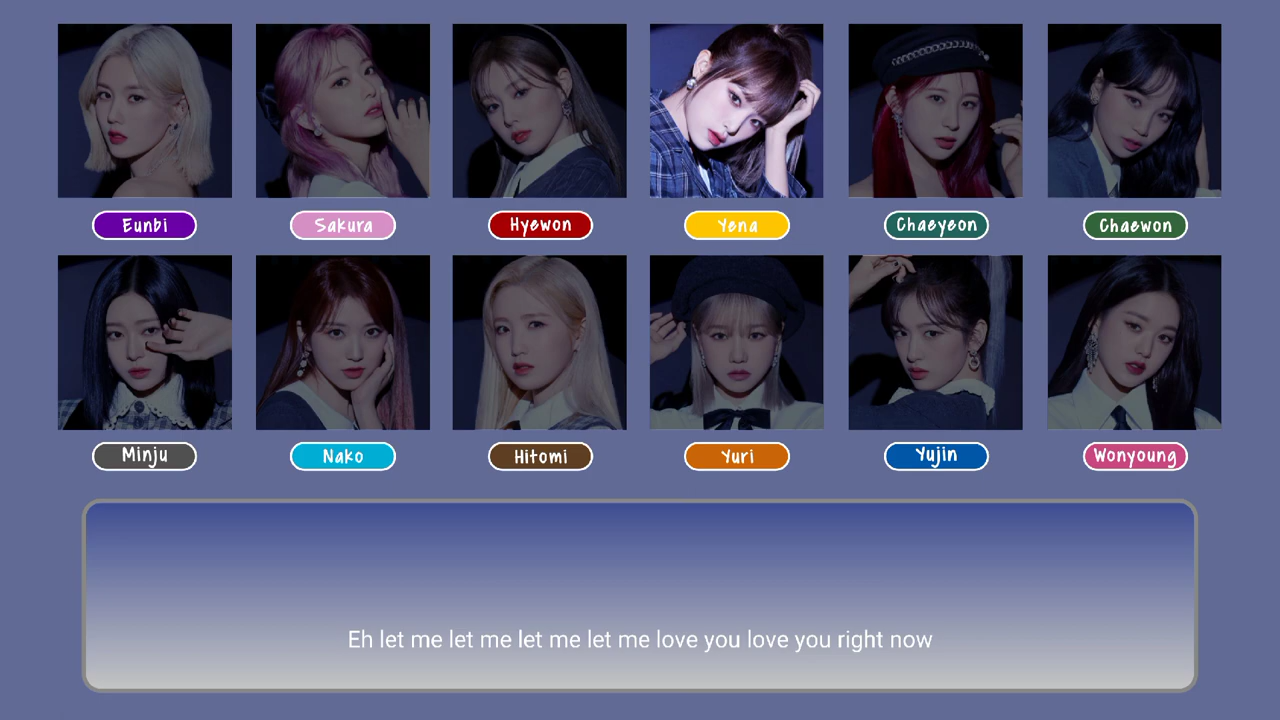 Eunbi
Sakura
Hyewon
Yena
Chaeyeon
Chaewon
Minju
Nako
Hitomi
Yuri
Yujin
Wonyoung
Eh let me let me let me let me love you love you right now